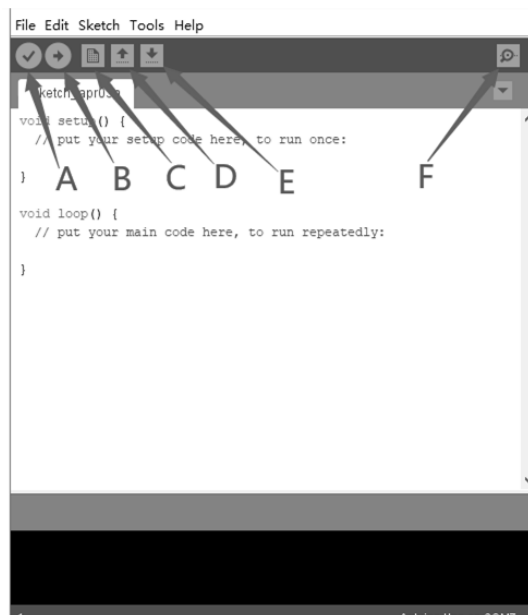 File Edit Sketch Tools Help
void setup() {
// put your setup code here, to run once:
}
A B C D E F
void loop() {
// put your main code here, to run repeatedly:
}